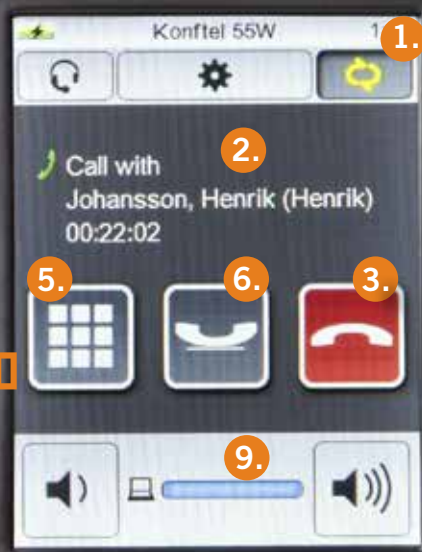 Konftel 55W
1.
2.
Call with
Johansson, Henrik (Henrik)
00:22:02
5.
6.
3.
9.